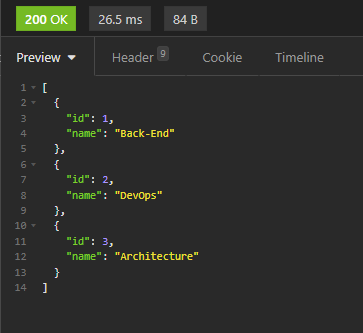 200 OK 26.5 ms 84 B
Preview Header 9 Cookie Timeline
1 [
2 {
3 "id": 1,
4 "name": "Back-End"
5 },
6 {
7 "id": 2,
8 "name": "DevOps"
9 },
10 {
11 "id": 3,
12 "name": "Architecture"
13 }
14 ]